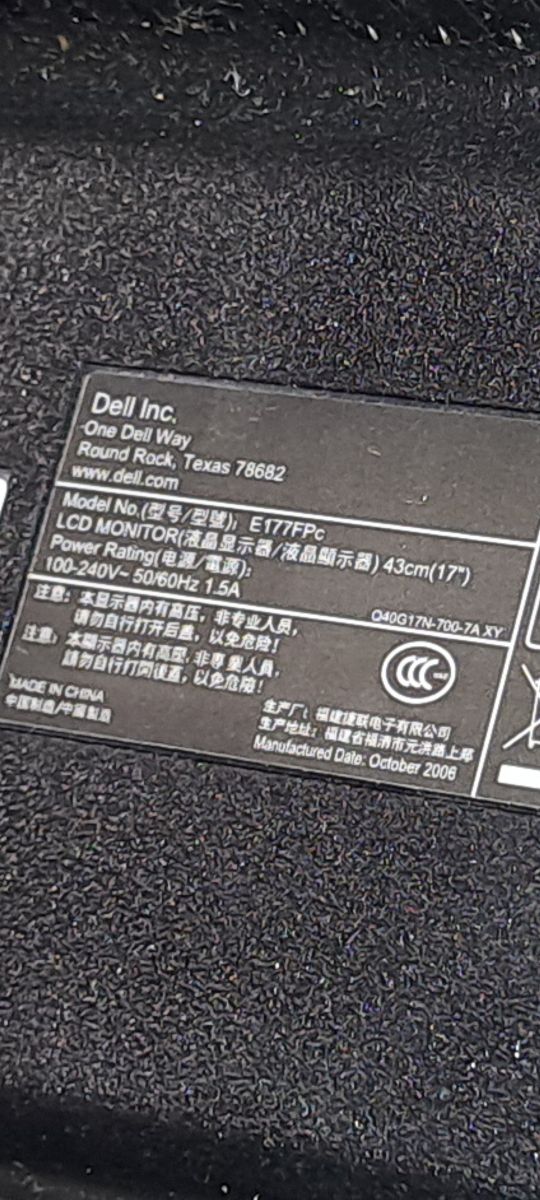 Dell Inc.
One Dell Way
Round Rock, Texas 78682
www.dell.com
Model No.(型号/型號): E177FPc
LCD MONITOR(液晶显示器/液晶顯示器) 43cm(17")
Power Rating(电源/電源):
100-240V~ 50/60Hz 1.5A
Q40G17N-700-7A XY
注意: 本显示器内有高压, 非专业人员,
请勿自行打开后盖, 以免危险!
注意: 本顯示器内有高壓, 非專業人員,
請勿自行打開後蓋, 以免危險!
CCC
MADE IN CHINA
中国制造/中國製造
生产厂: 福建捷联电子有限公司
生产地址: 福建省福清市元洪路上郑
Manufactured Date: October 2006